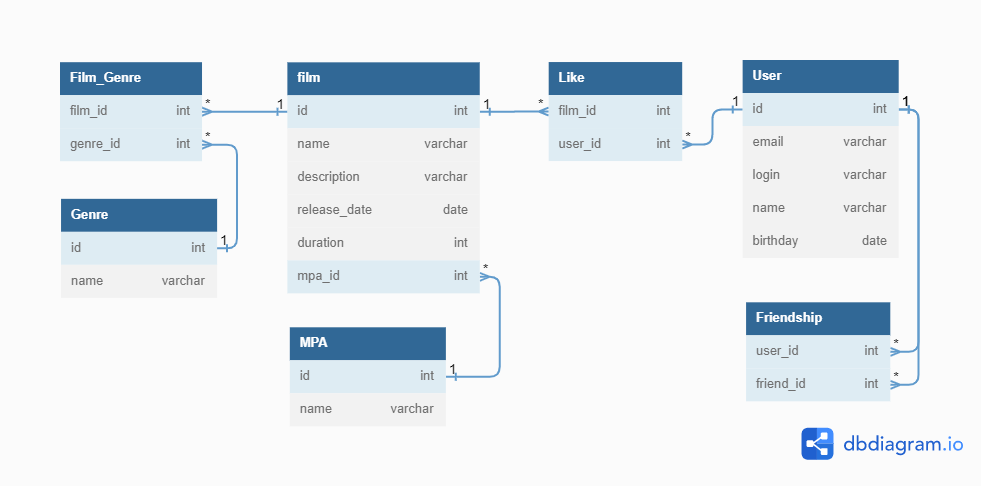 Film_Genre
film_id int
genre_id int
Genre
id int
name varchar
film
id int
name varchar
description varchar
release_date date
duration int
mpa_id int
MPA
id int
name varchar
Like
film_id int
user_id int
User
id int
email varchar
login varchar
name varchar
birthday date
Friendship
user_id int
friend_id int
* 1
* 1
1 *
* 1
* 1
1 *
1 *
dbdiagram.io